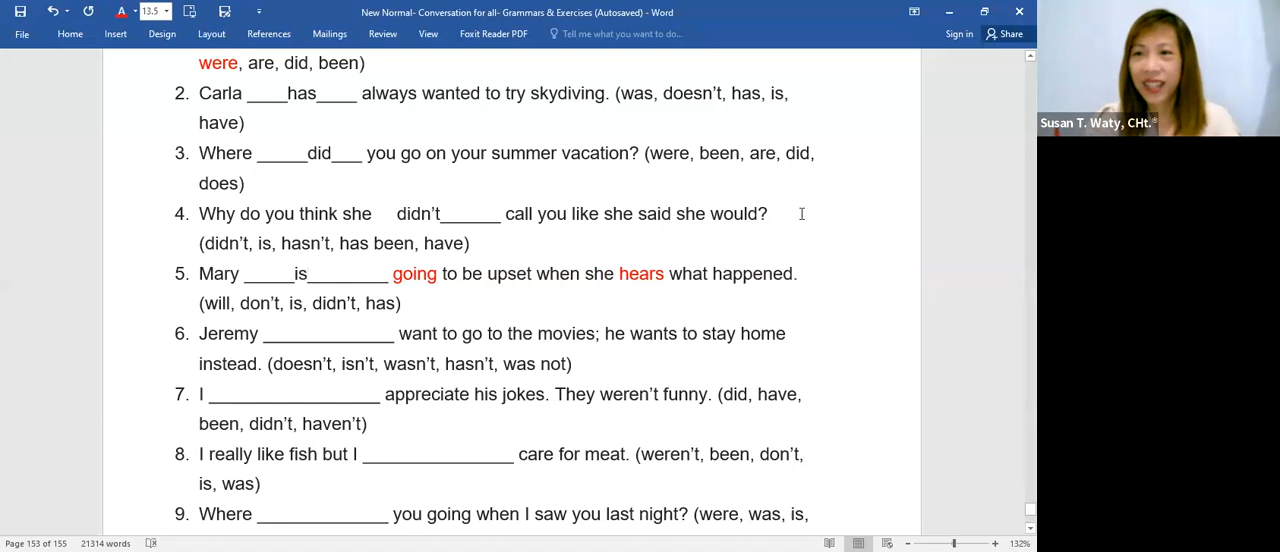 13.5
New Normal- Conversation for all- Grammars & Exercises (Autosaved) - Word
File Home Insert Design Layout References Mailings Review View Foxit Reader PDF Tell me what you want to do... Sign in Share
were, are, did, been)
2. Carla ____has____ always wanted to try skydiving. (was, doesn't, has, is,
have)
3. Where _____did___ you go on your summer vacation? (were, been, are, did,
does)
4. Why do you think she didn't______ call you like she said she would?
(didn't, is, hasn't, has been, have)
5. Mary _____is________ going to be upset when she hears what happened.
(will, don't, is, didn't, has)
6. Jeremy _____________ want to go to the movies; he wants to stay home
instead. (doesn't, isn't, wasn't, hasn't, was not)
7. I _________________ appreciate his jokes. They weren't funny. (did, have,
been, didn't, haven't)
8. I really like fish but I _______________ care for meat. (weren't, been, don't,
is, was)
9. Where _____________ you going when I saw you last night? (were, was, is,
Susan T. Waty, CHt.®
Page 153 of 155 21314 words 132%